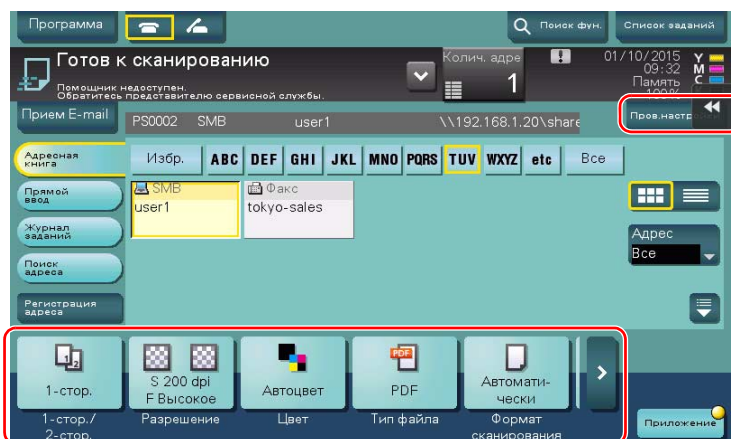 Программа
Поиск фун.
Список заданий
Готов к сканированию
Помощник недоступен.
Обратитесь представителю сервисной службы.
Колич. адре
1
01/10/2015
09:32
Память
100%
Y
M
C
Прием E-mail
PS0002 SMB user1 \\192.168.1.20\share
Пров.настройки
Адресная
книга
Избр. ABC DEF GHI JKL MNO PQRS TUV WXYZ etc Все
Прямой
ввод
Журнал
заданий
Поиск
адреса
Регистрация
адреса
SMB
user1
Факс
tokyo-sales
Адрес
Все
1-стор.
S 200 dpi
F Высокое
Автоцвет
PDF
Автомати-
чески
1-стор./
2-стор.
Разрешение
Цвет
Тип файла
Формат
сканирования
Приложение